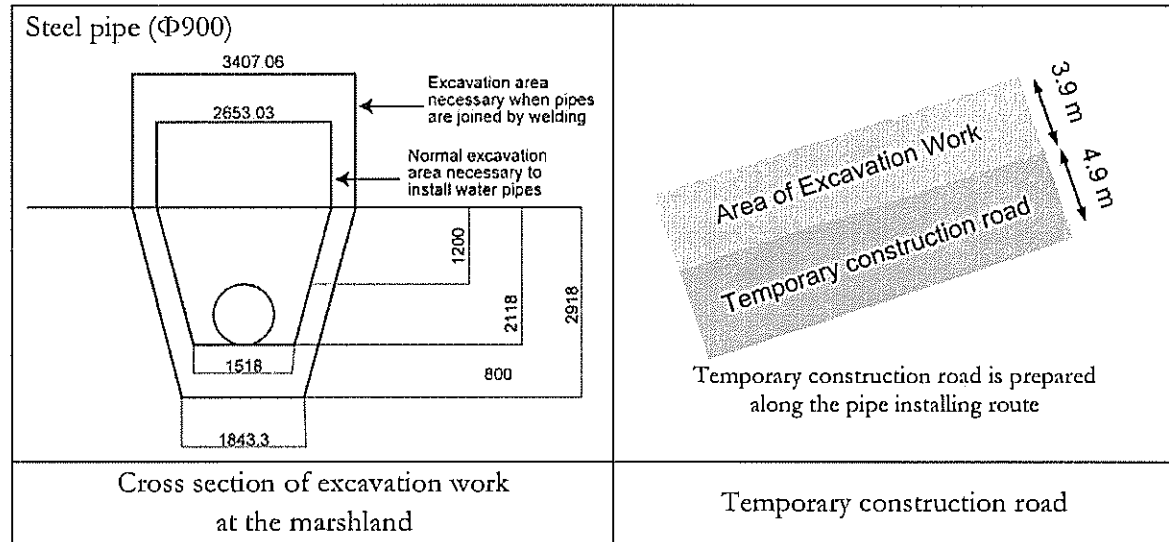 Steel pipe (Φ900)
3407.06
2653.03
Excavation area
necessary when pipes
are joined by welding
Normal excavation
area necessary to
install water pipes
1200
2118
2918
1518
800
1843.3
Cross section of excavation work
at the marshland
3.9 m
4.9 m
Area of Excavation Work
Temporary construction road
Temporary construction road is prepared
along the pipe installing route
Temporary construction road